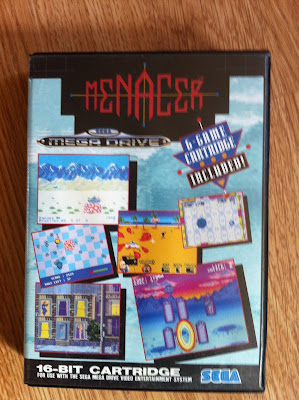 MENACER
SEGA
MEGA DRIVE
6-GAME
CARTRIDGE
INCLUDED!
16-BIT CARTRIDGE
FOR USE WITH THE SEGA MEGA DRIVE VIDEO ENTERTAINMENT SYSTEM
SEGA